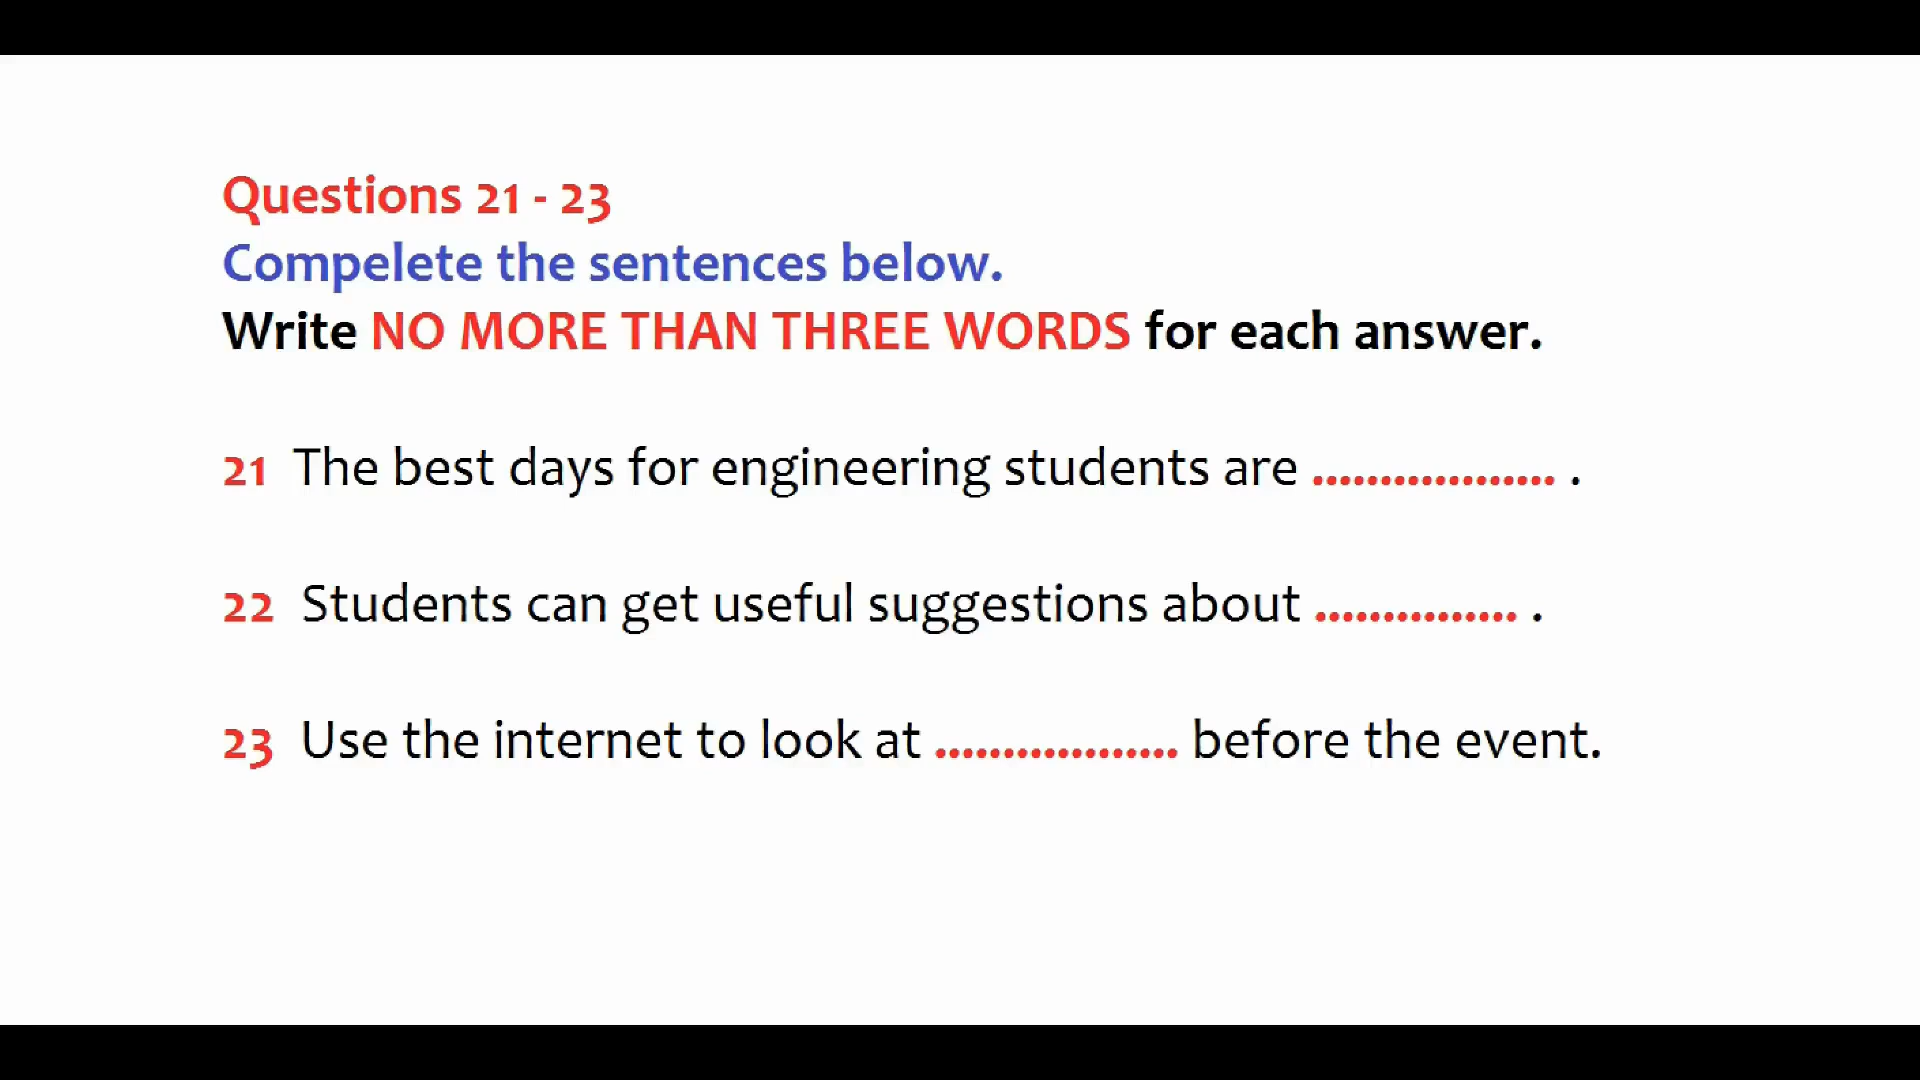 Questions 21 - 23
Compelete the sentences below.
Write NO MORE THAN THREE WORDS for each answer.
21 The best days for engineering students are .................. .
22 Students can get useful suggestions about ............... .
23 Use the internet to look at .................. before the event.